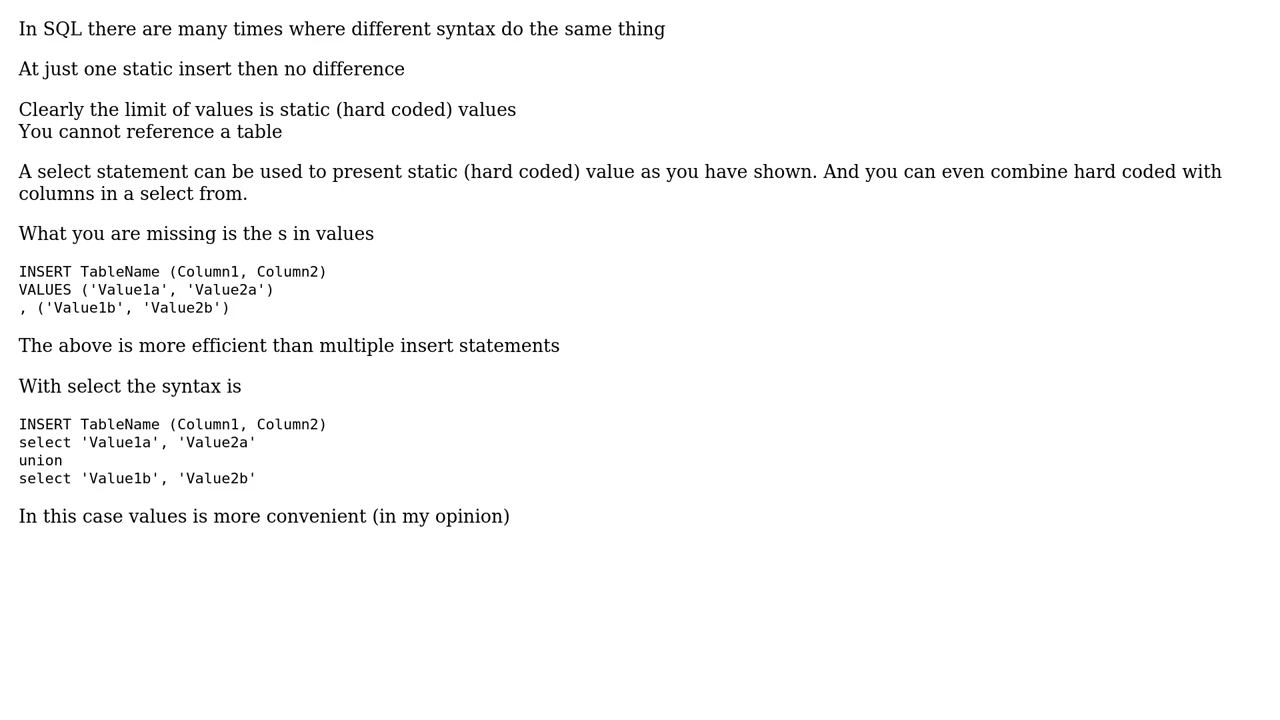 In SQL there are many times where different syntax do the same thing
At just one static insert then no difference
Clearly the limit of values is static (hard coded) values
You cannot reference a table
A select statement can be used to present static (hard coded) value as you have shown. And you can even combine hard coded with
columns in a select from.
What you are missing is the s in values
INSERT TableName (Column1, Column2)
VALUES ('Value1a', 'Value2a')
, ('Value1b', 'Value2b')
The above is more efficient than multiple insert statements
With select the syntax is
INSERT TableName (Column1, Column2)
select 'Value1a', 'Value2a'
union
select 'Value1b', 'Value2b'
In this case values is more convenient (in my opinion)